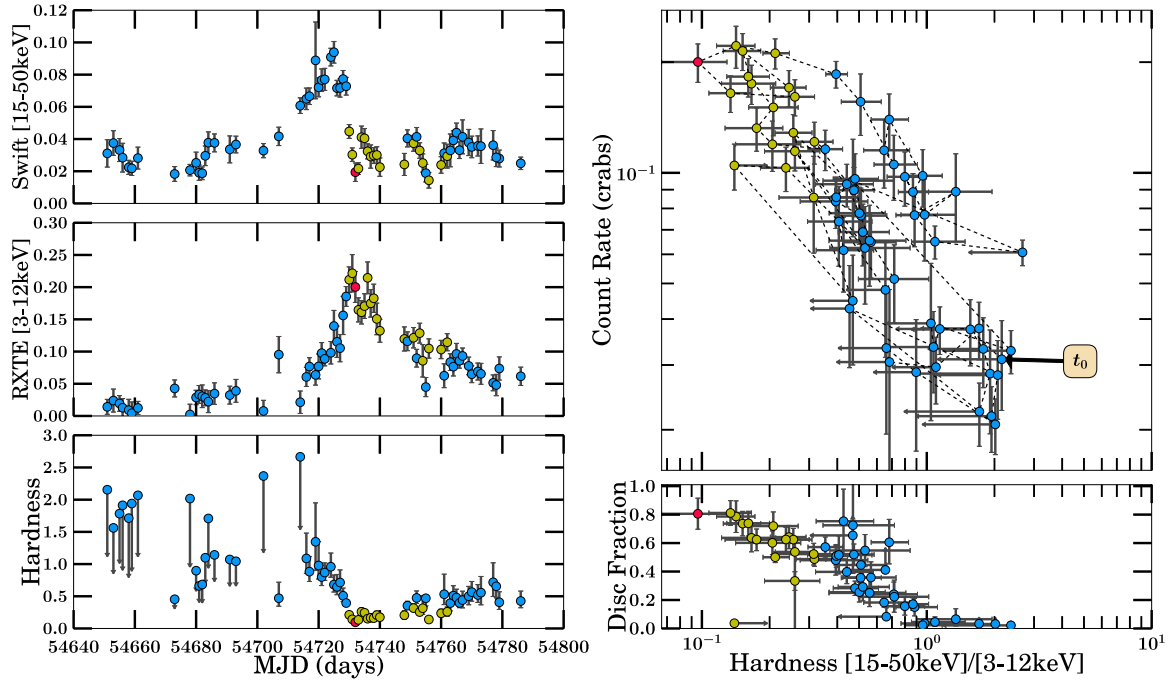 0.12
0.10
0.08
0.06
0.04
0.02
0.00
Swift [15-50keV]
0.30
0.25
0.20
0.15
0.10
0.05
0.00
RXTE [3-12keV]
3.0
2.5
2.0
1.5
1.0
0.5
0.0
Hardness
54640 54660 54680 54700 54720 54740 54760 54780 54800
MJD (days)
10⁻¹
Count Rate (crabs)
10⁻¹
t₀
1.0
0.8
0.6
0.4
0.2
0.0
Disc Fraction
10⁻¹ 10⁰ 10¹
Hardness [15-50keV]/[3-12keV]